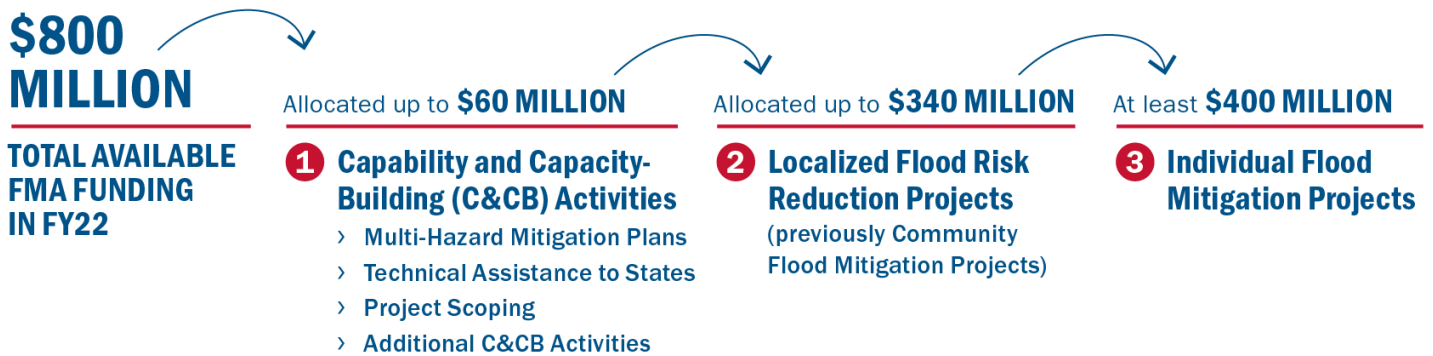 $800
MILLION
TOTAL AVAILABLE
FMA FUNDING
IN FY22
Allocated up to $60 MILLION
1 Capability and Capacity-
Building (C&CB) Activities
› Multi-Hazard Mitigation Plans
› Technical Assistance to States
› Project Scoping
› Additional C&CB Activities
Allocated up to $340 MILLION
2 Localized Flood Risk
Reduction Projects
(previously Community
Flood Mitigation Projects)
At least $400 MILLION
3 Individual Flood
Mitigation Projects